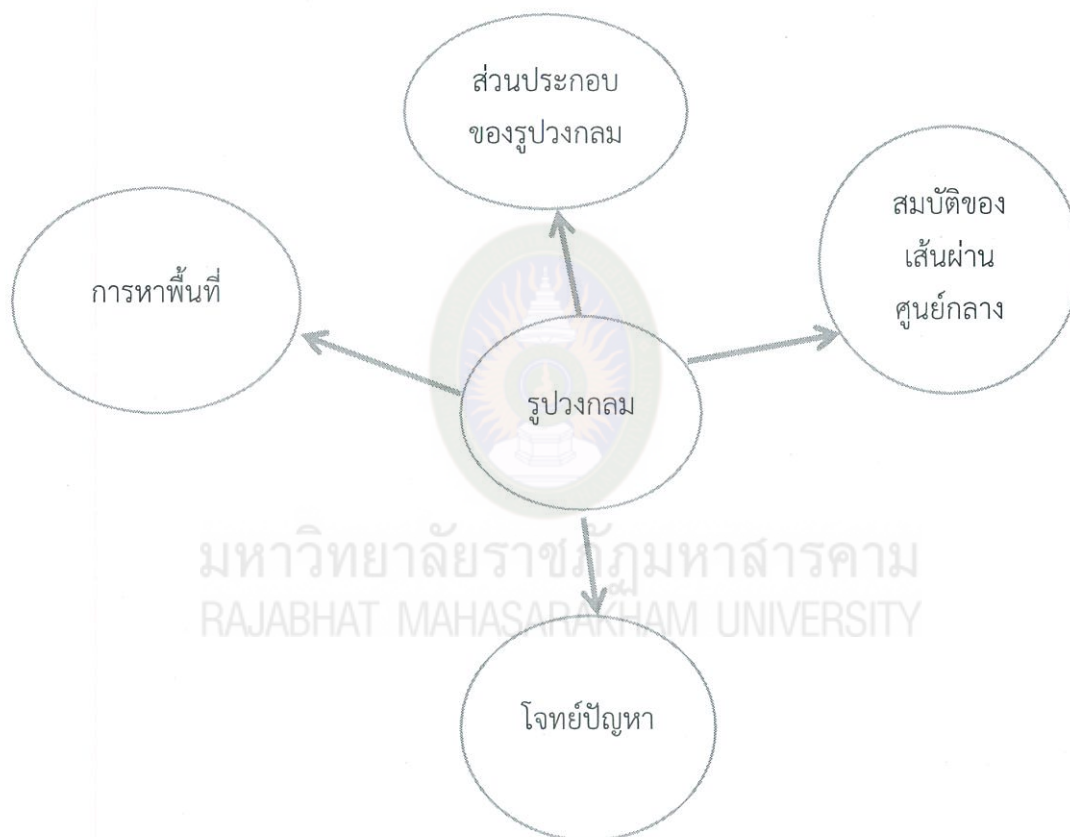 ส่วนประกอบ
ของรูปวงกลม
สมบัติของ
เส้นผ่าน
ศูนย์กลาง
การหาพื้นที่
รูปวงกลม
มหาวิทยาลัยราชภัฏมหาสารคาม
RAJABHAT MAHASARAKHAM UNIVERSITY
โจทย์ปัญหา